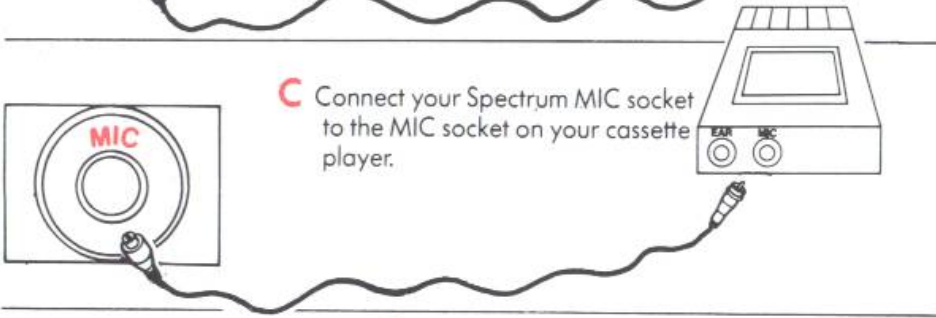 C Connect your Spectrum MIC socket
to the MIC socket on your cassette
player.
EAR MIC
MIC